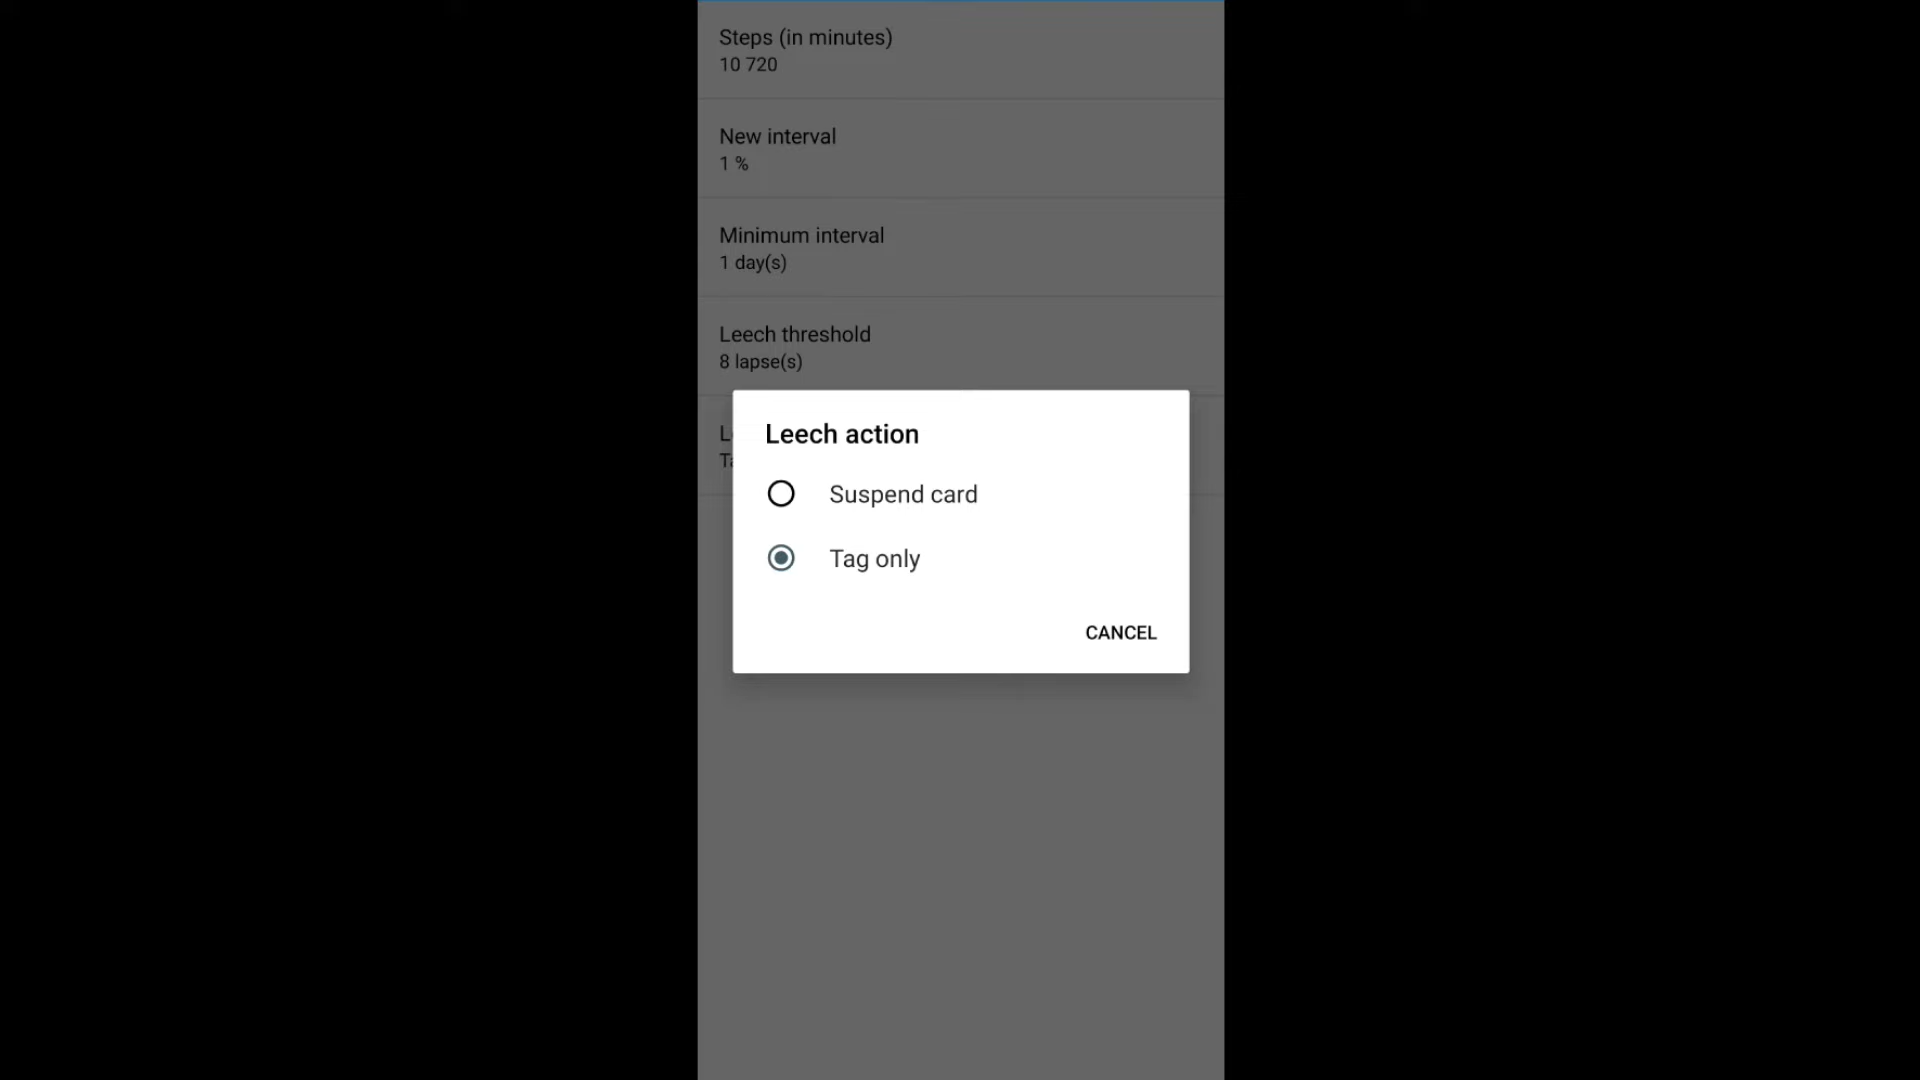 Steps (in minutes)
10 720
New interval
1 %
Minimum interval
1 day(s)
Leech threshold
8 lapse(s)
Leech action
Suspend card
Tag only
CANCEL